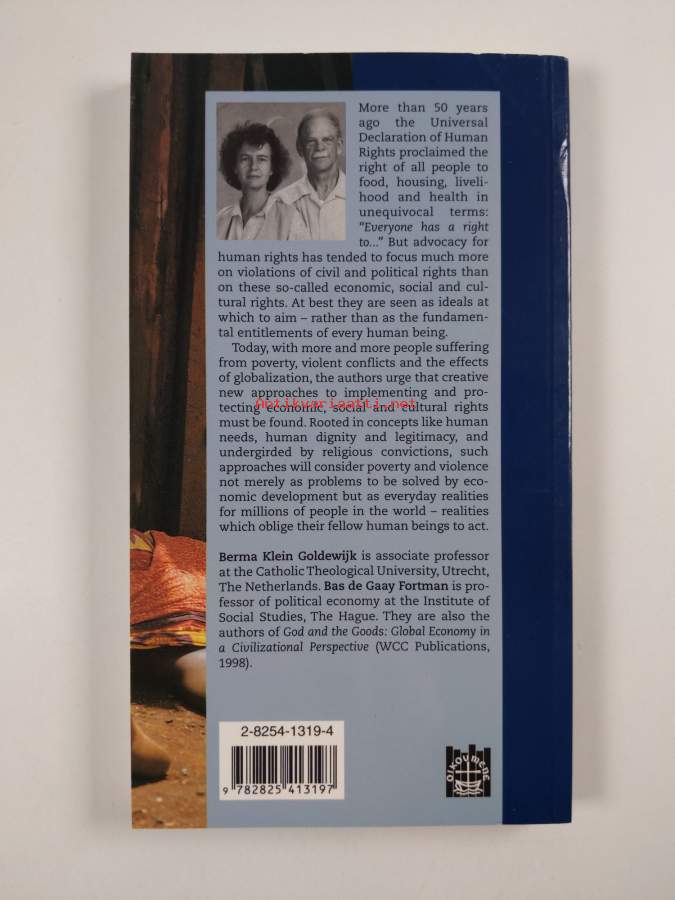 More than 50 years
ago the Universal
Declaration of Human
Rights proclaimed the
right of all people to
food, housing, liveli-
hood and health in
unequivocal terms:
"Everyone has a right
to..." But advocacy for
human rights has tended to focus much more
on violations of civil and political rights than
on these so-called economic, social and cul-
tural rights. At best they are seen as ideals at
which to aim – rather than as the fundamen-
tal entitlements of every human being.
Today, with more and more people suffering
from poverty, violent conflicts and the effects
of globalization, the authors urge that creative
new approaches to implementing and pro-
tecting economic, social and cultural rights
Antikvariaatti.net
must be found. Rooted in concepts like human
needs, human dignity and legitimacy, and
undergirded by religious convictions, such
approaches will consider poverty and violence
not merely as problems to be solved by eco-
nomic development but as everyday realities
for millions of people in the world – realities
which oblige their fellow human beings to act.
Berma Klein Goldewijk is associate professor
at the Catholic Theological University, Utrecht,
The Netherlands. Bas de Gaay Fortman is pro-
fessor of political economy at the Institute of
Social Studies, The Hague. They are also the
authors of God and the Goods: Global Economy in
a Civilizational Perspective (WCC Publications,
1998).
2-8254-1319-4
9 782825 413197
OIKOUMENE